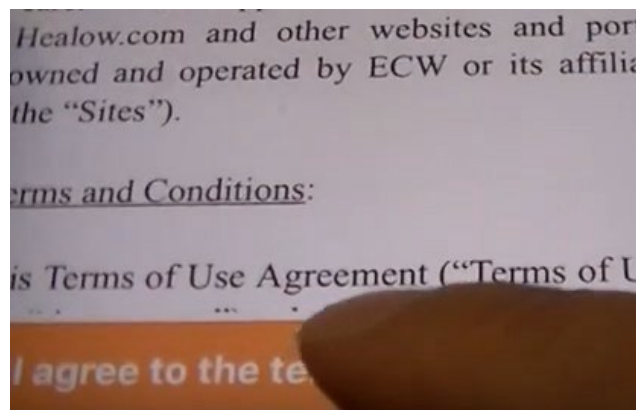 Healow.com and other websites and por
owned and operated by ECW or its affilia
the “Sites”).
erms and Conditions:
is Terms of Use Agreement (“Terms of U
I agree to the te